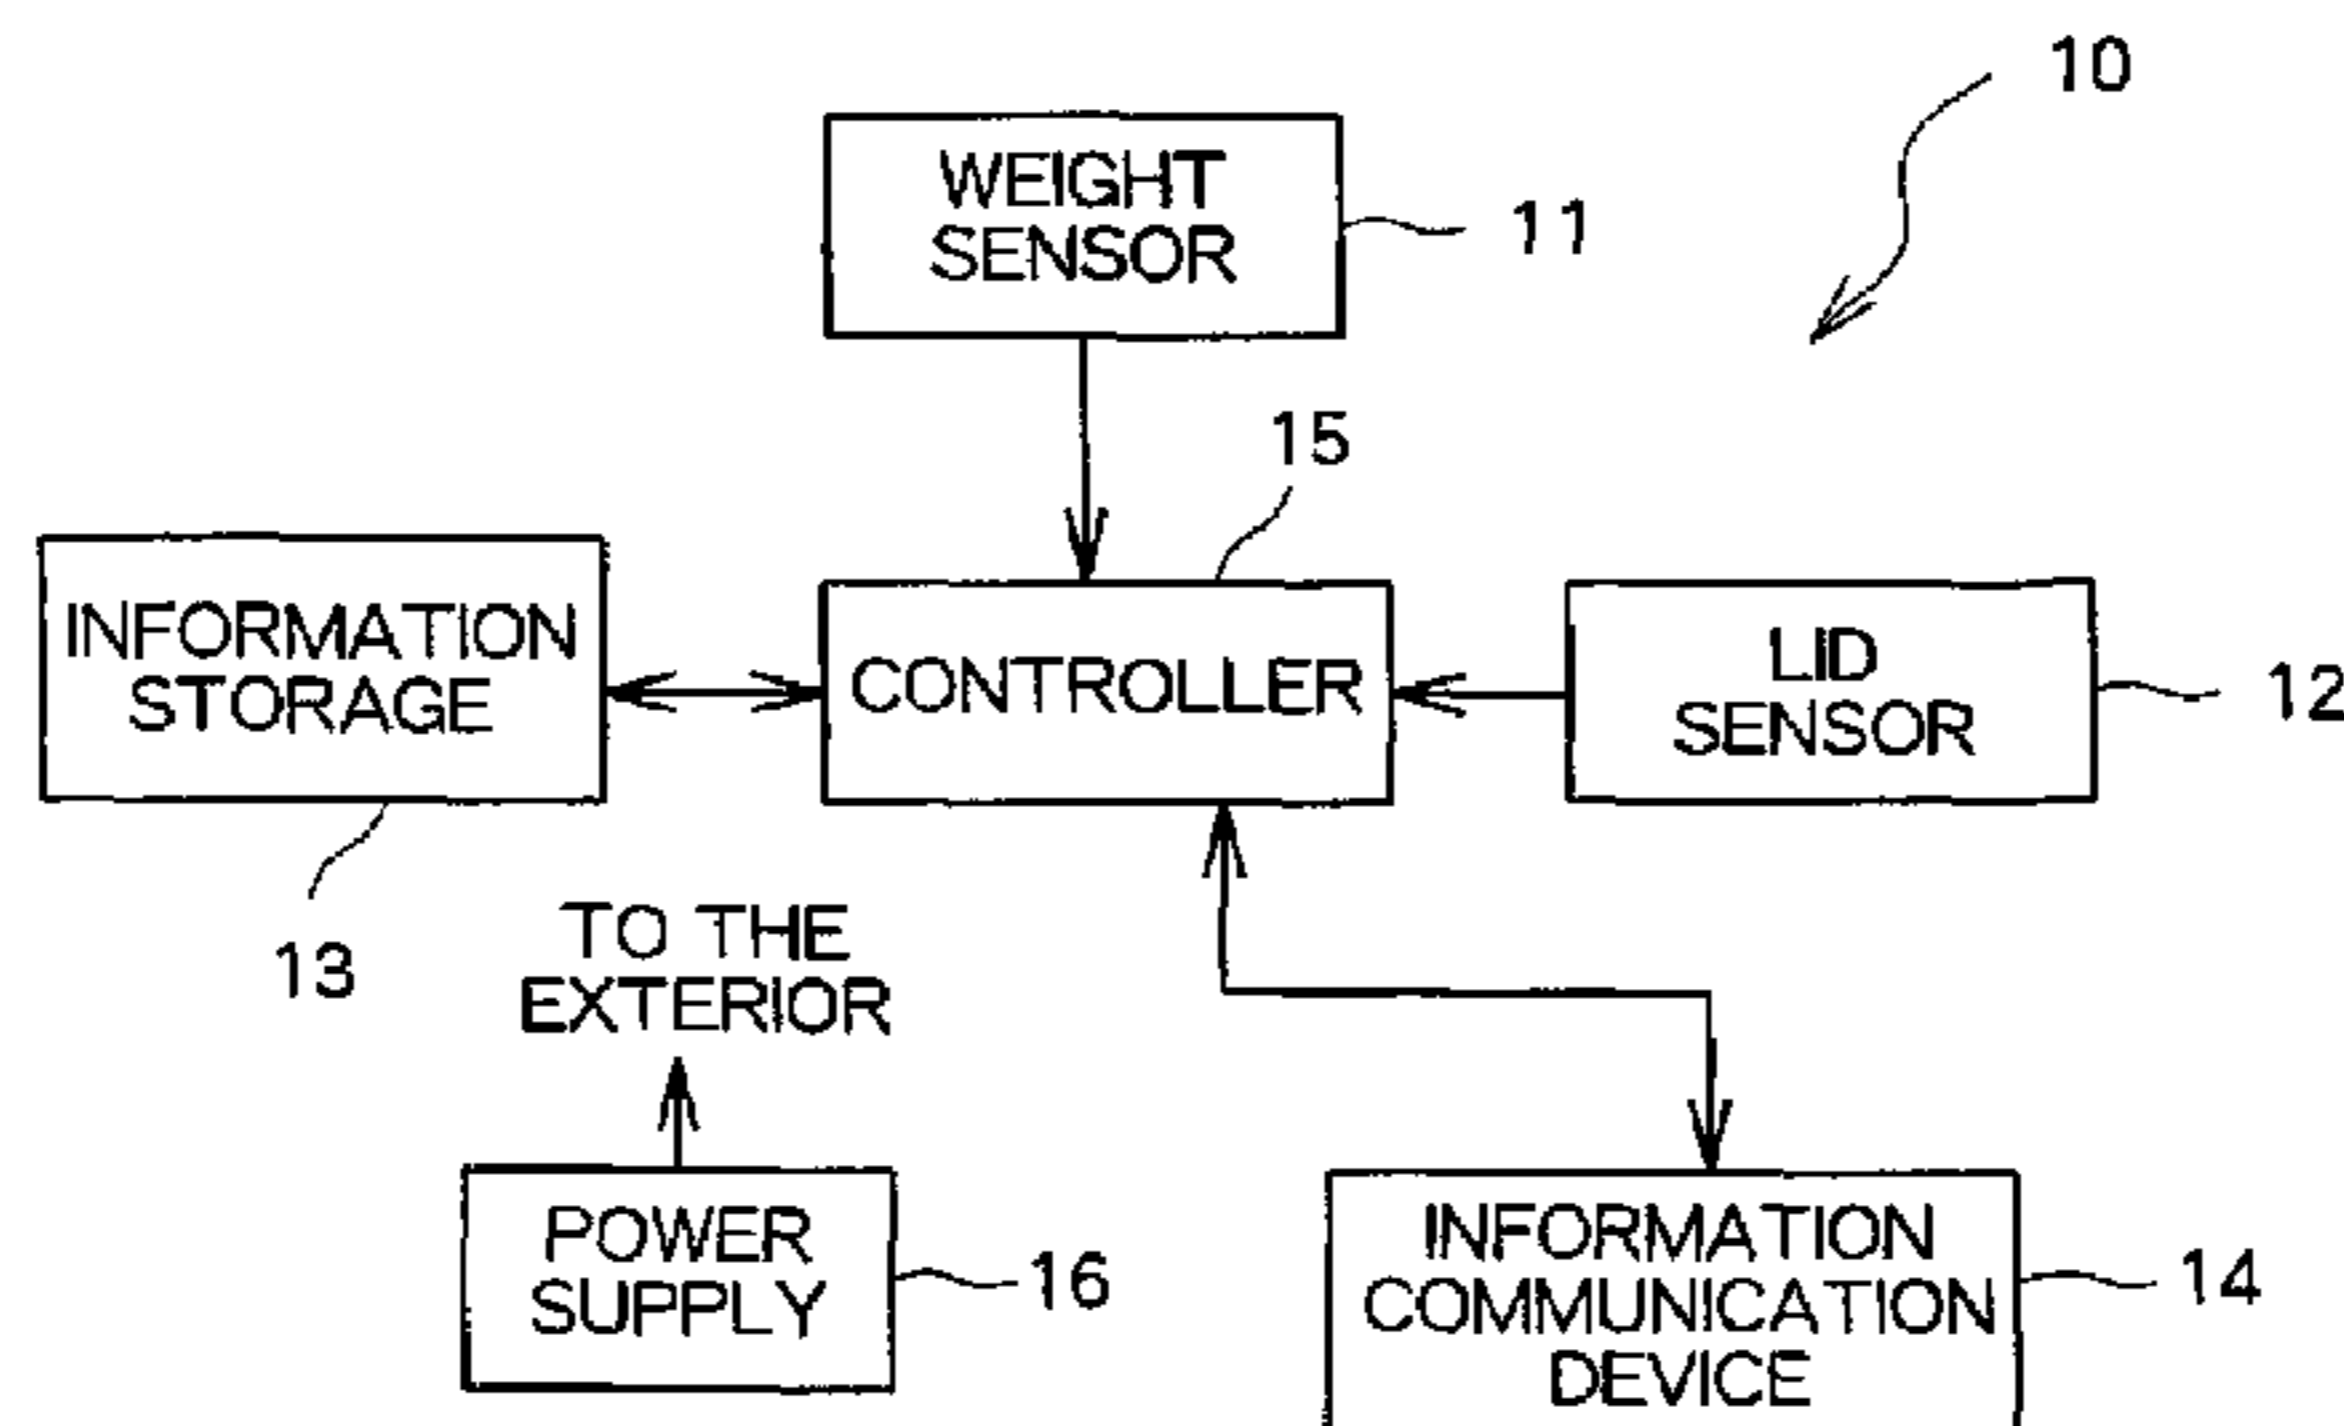 10
WEIGHT
SENSOR
11
15
INFORMATION
STORAGE
CONTROLLER
LID
SENSOR
12
13
TO THE
EXTERIOR
POWER
SUPPLY
16
INFORMATION
COMMUNICATION
DEVICE
14